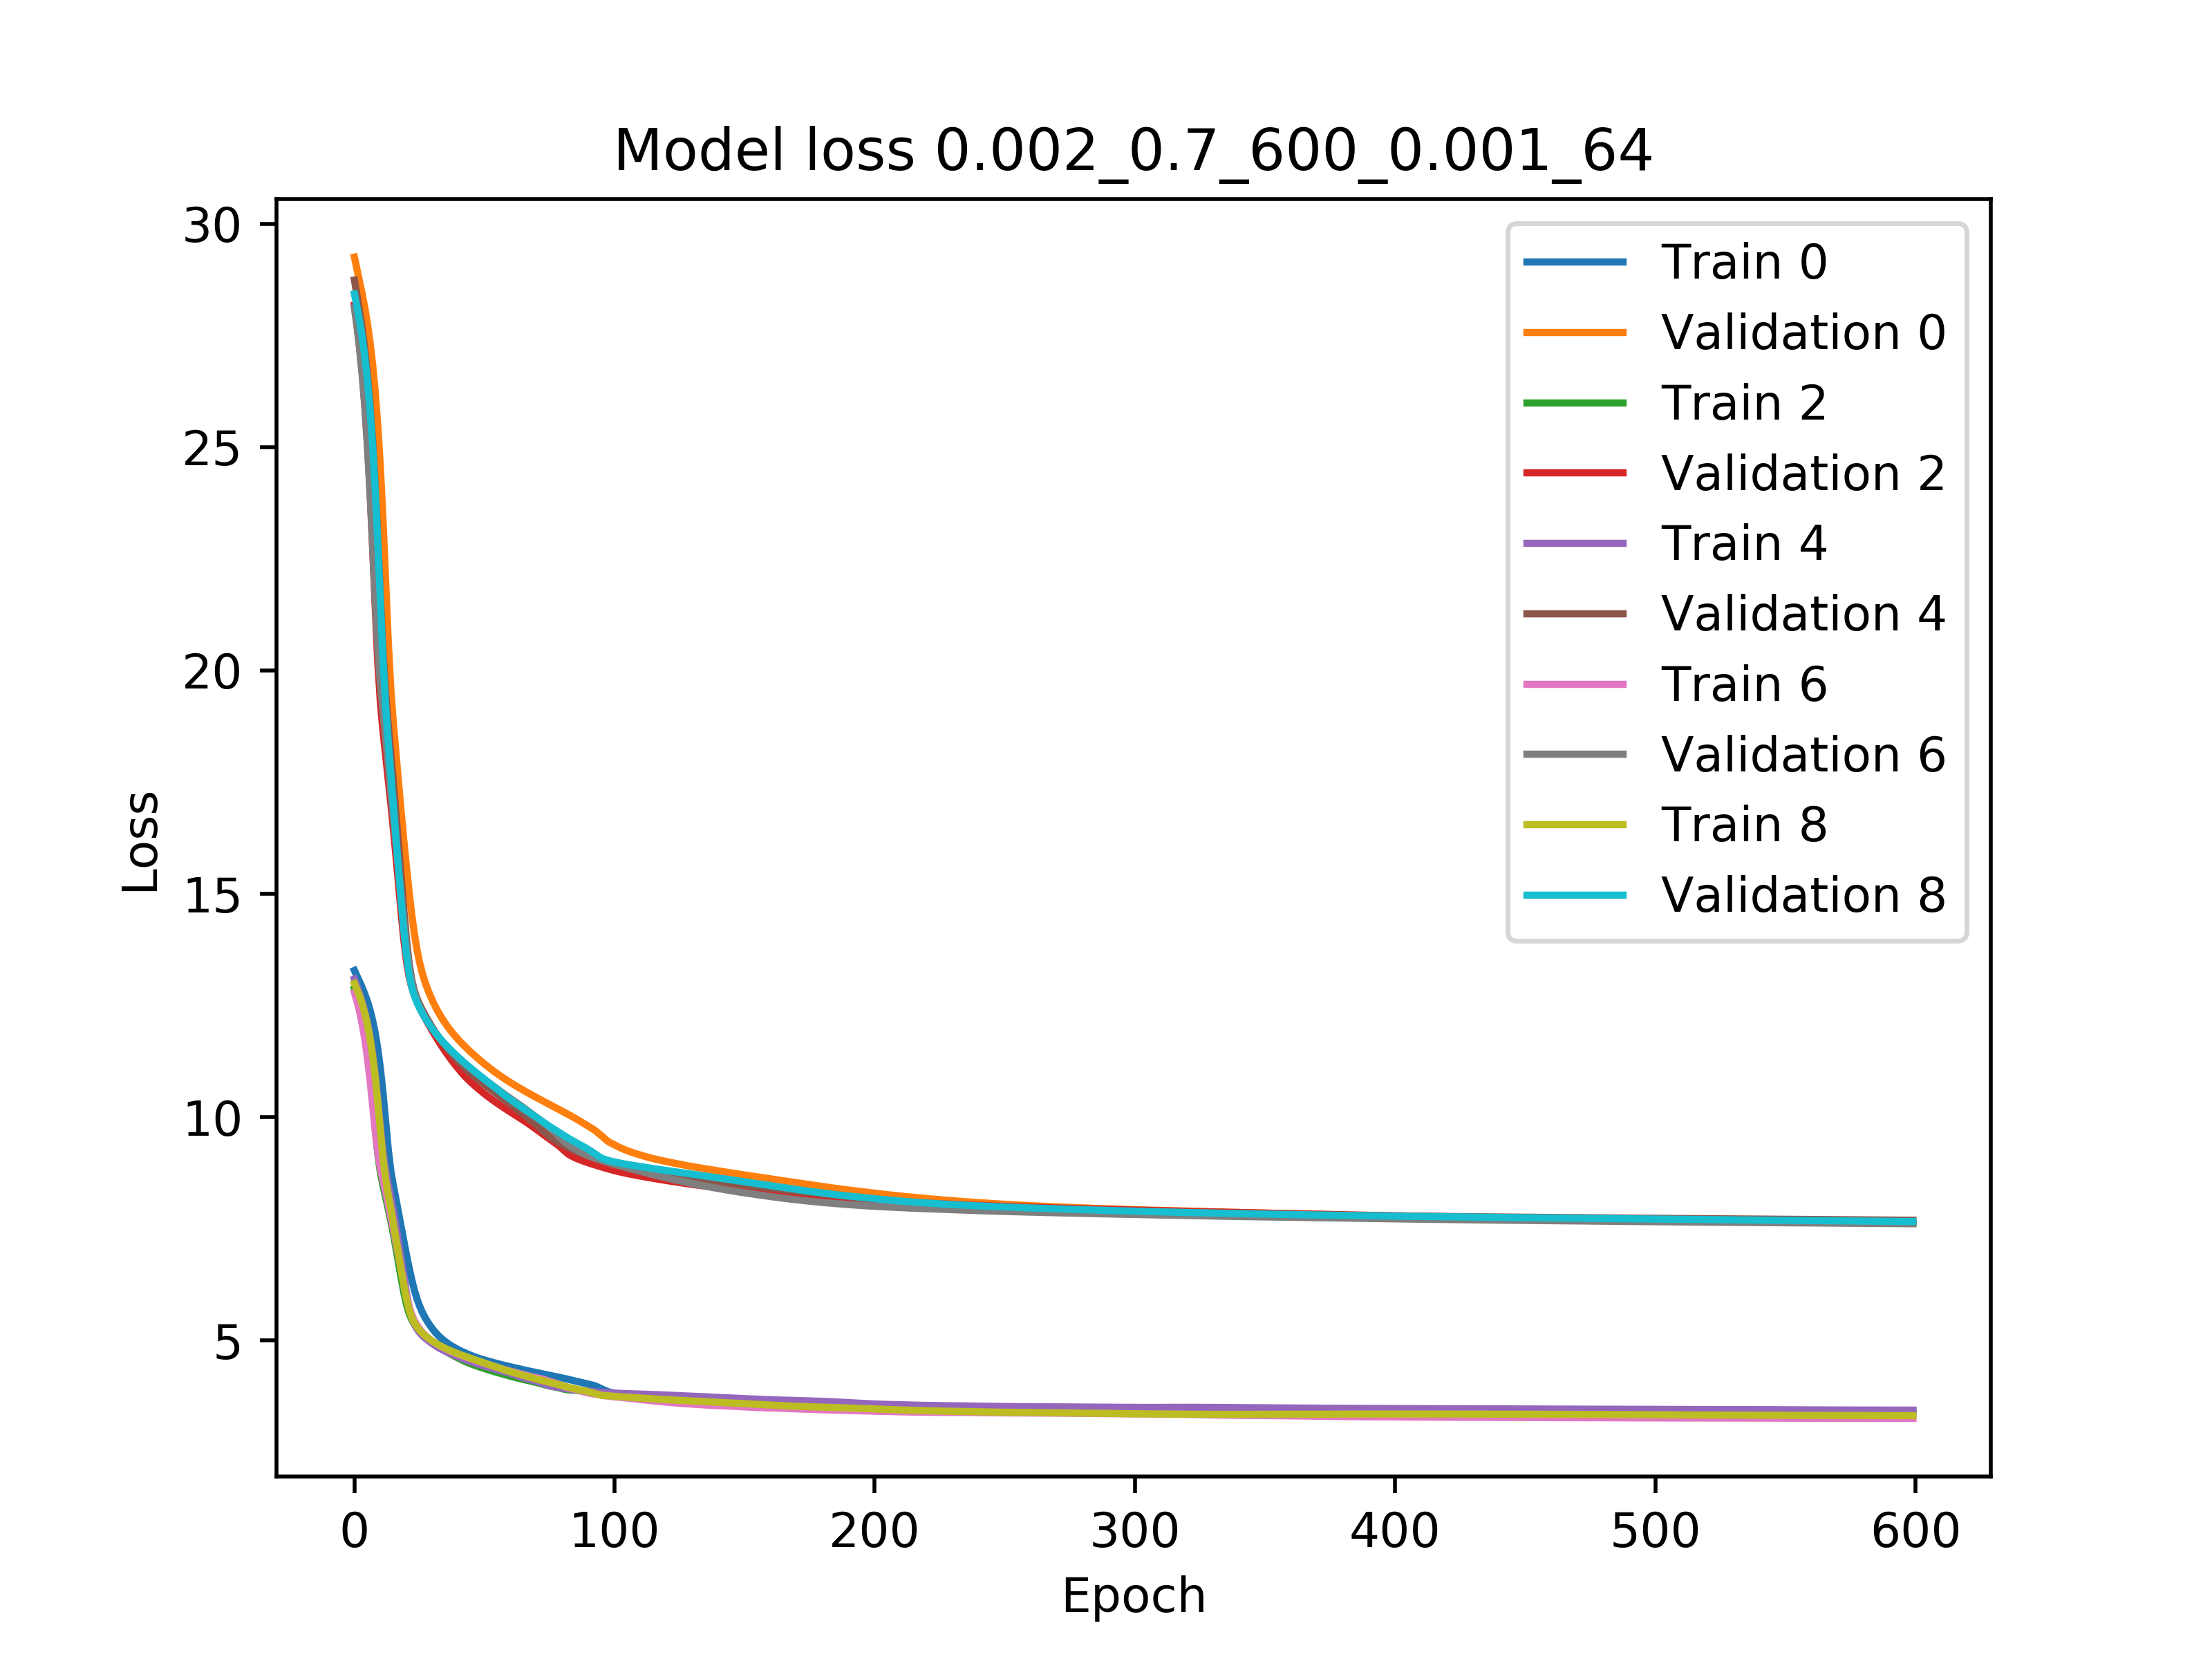 Model loss 0.002_0.7_600_0.001_64
30
25
20
15
10
5
Loss
Train 0
Validation 0
Train 2
Validation 2
Train 4
Validation 4
Train 6
Validation 6
Train 8
Validation 8
0 100 200 300 400 500 600
Epoch